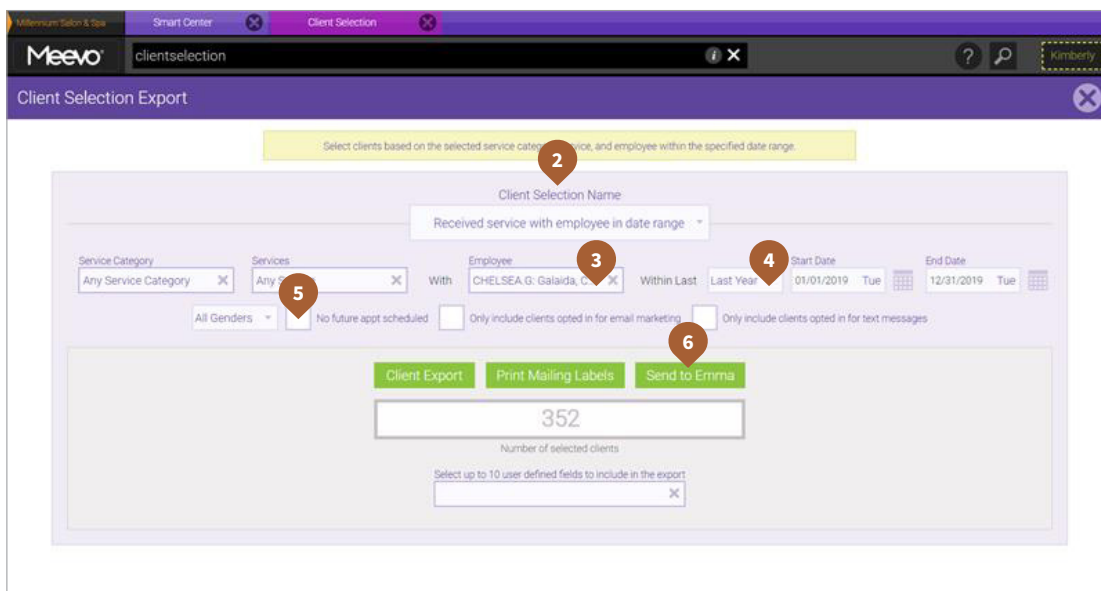 Millennium Salon & Spa Smart Center Client Selection
Meevo clientselection i ? Kimberly
Client Selection Export
Select clients based on the selected service category, service, and employee within the specified date range.
2
Client Selection Name
Received service with employee in date range
Service Category Services Employee 3 4 Start Date End Date
Any Service Category Any With CHELSEA.G: Galaida, C Within Last Last Year 01/01/2019 Tue 12/31/2019 Tue
5
All Genders No future appt scheduled Only include clients opted in for email marketing Only include clients opted in for text messages
6
Client Export Print Mailing Labels Send to Emma
352
Number of selected clients
Select up to 10 user defined fields to include in the export